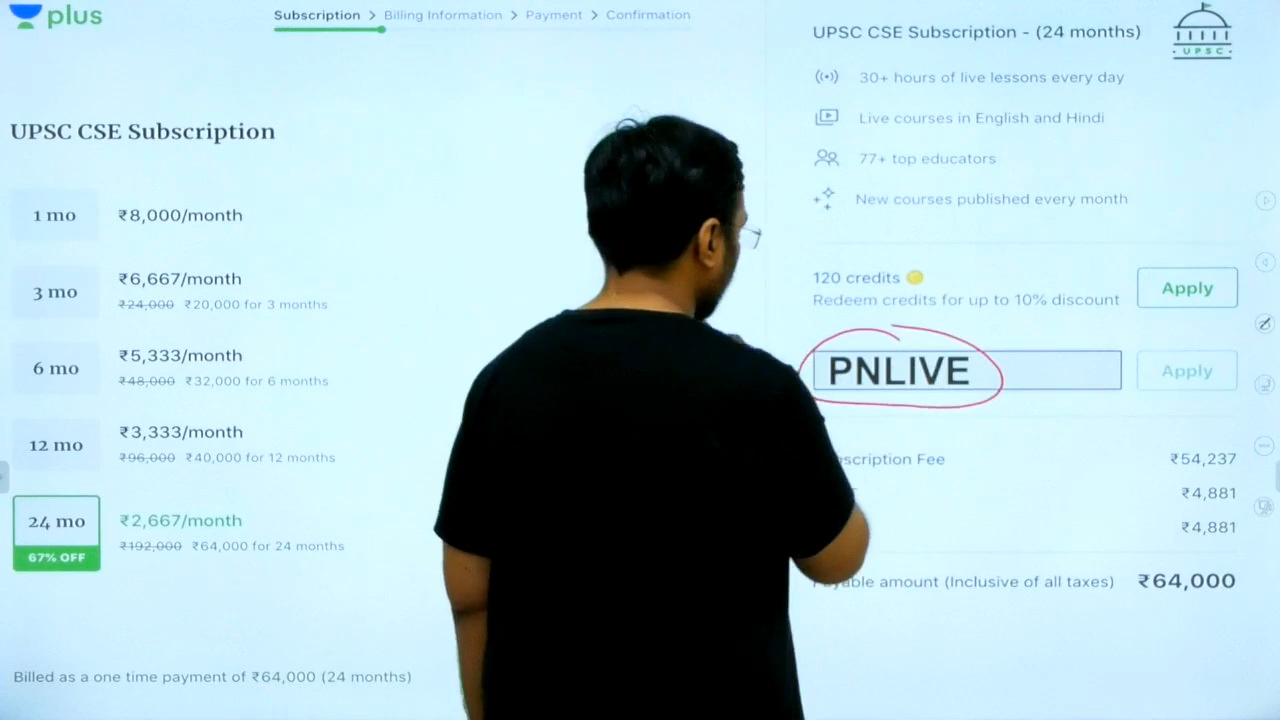 plus
Subscription > Billing Information > Payment > Confirmation
UPSC CSE Subscription
1 mo
₹8,000/month
3 mo
₹6,667/month
₹24,000 ₹20,000 for 3 months
6 mo
₹5,333/month
₹48,000 ₹32,000 for 6 months
12 mo
₹3,333/month
₹96,000 ₹40,000 for 12 months
24 mo
67% OFF
₹2,667/month
₹192,000 ₹64,000 for 24 months
Billed as a one time payment of ₹64,000 (24 months)
UPSC CSE Subscription - (24 months)
UPSC
30+ hours of live lessons every day
Live courses in English and Hindi
77+ top educators
New courses published every month
120 credits
Redeem credits for up to 10% discount
Apply
PNLIVE
Apply
scription Fee
₹54,237
₹4,881
₹4,881
Payable amount (Inclusive of all taxes)
₹64,000